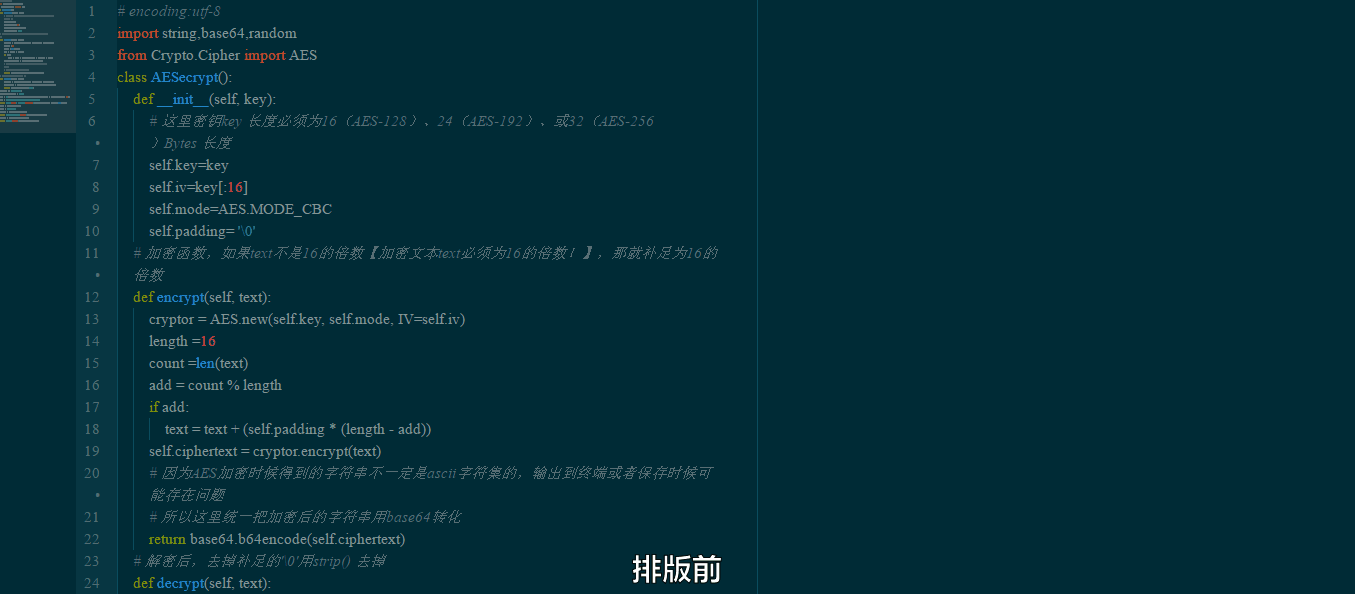 1 # encoding:utf-8
2 import string,base64,random
3 from Crypto.Cipher import AES
4 class AESecrypt():
5 def __init__(self, key):
6 # 这里密钥key 长度必须为16（AES-128）、24（AES-192）、或32（AES-256
）Bytes 长度
7 self.key=key
8 self.iv=key[:16]
9 self.mode=AES.MODE_CBC
10 self.padding= '\0'
11 # 加密函数，如果text不是16的倍数【加密文本text必须为16的倍数！】，那就补足为16的
倍数
12 def encrypt(self, text):
13 cryptor = AES.new(self.key, self.mode, IV=self.iv)
14 length =16
15 count =len(text)
16 add = count % length
17 if add:
18 text = text + (self.padding * (length - add))
19 self.ciphertext = cryptor.encrypt(text)
20 # 因为AES加密时候得到的字符串不一定是ascii字符集的，输出到终端或者保存时候可
能存在问题
21 # 所以这里统一把加密后的字符串用base64转化
22 return base64.b64encode(self.ciphertext)
23 # 解密后，去掉补足的'\0'用strip() 去掉
24 def decrypt(self, text):
排版前